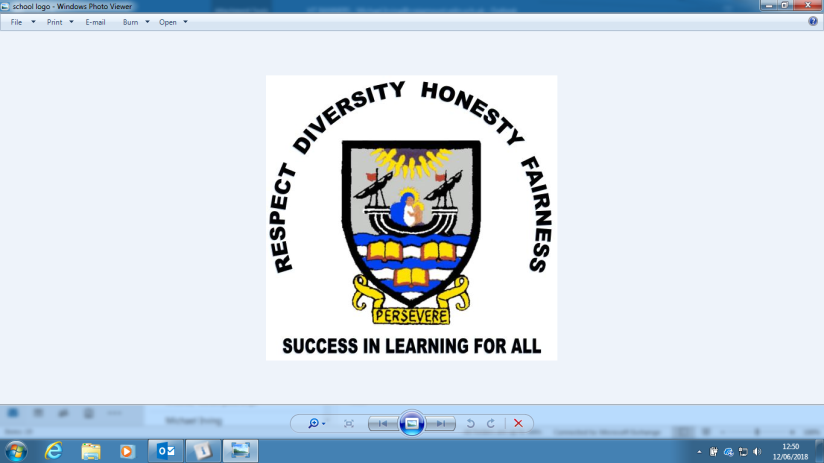 school logo - Windows Photo Viewer
File Print E-mail Burn Open
RESPECT DIVERSITY HONESTY FAIRNESS
PERSEVERE
SUCCESS IN LEARNING FOR ALL
12:50
12/06/2018